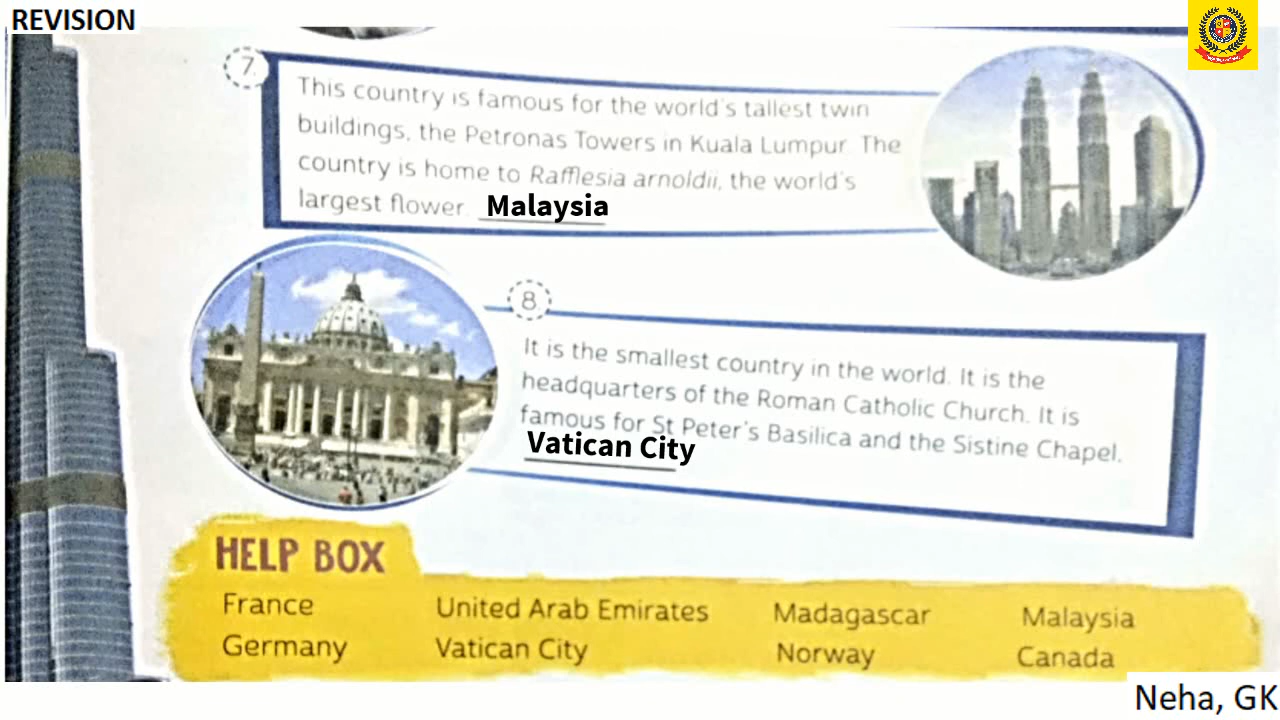 REVISION
7
This country is famous for the world's tallest twin
buildings, the Petronas Towers in Kuala Lumpur. The
country is home to Rafflesia arnoldii, the world's
largest flower. Malaysia
8
It is the smallest country in the world. It is the
headquarters of the Roman Catholic Church. It is
famous for St Peter's Basilica and the Sistine Chapel.
Vatican City
HELP BOX
France United Arab Emirates Madagascar Malaysia
Germany Vatican City Norway Canada
Neha, GK